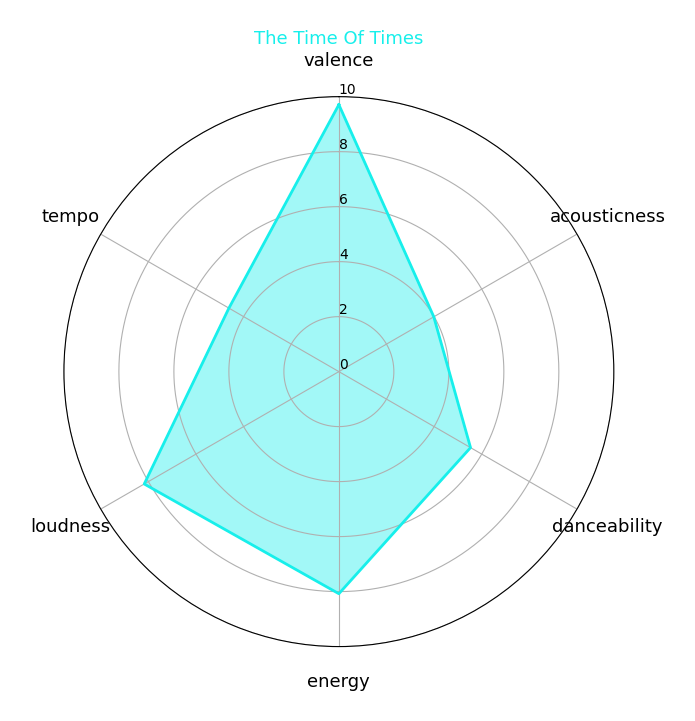 The Time Of Times
valence
10
8
tempo
6
acousticness
4
2
0
loudness
danceability
energy